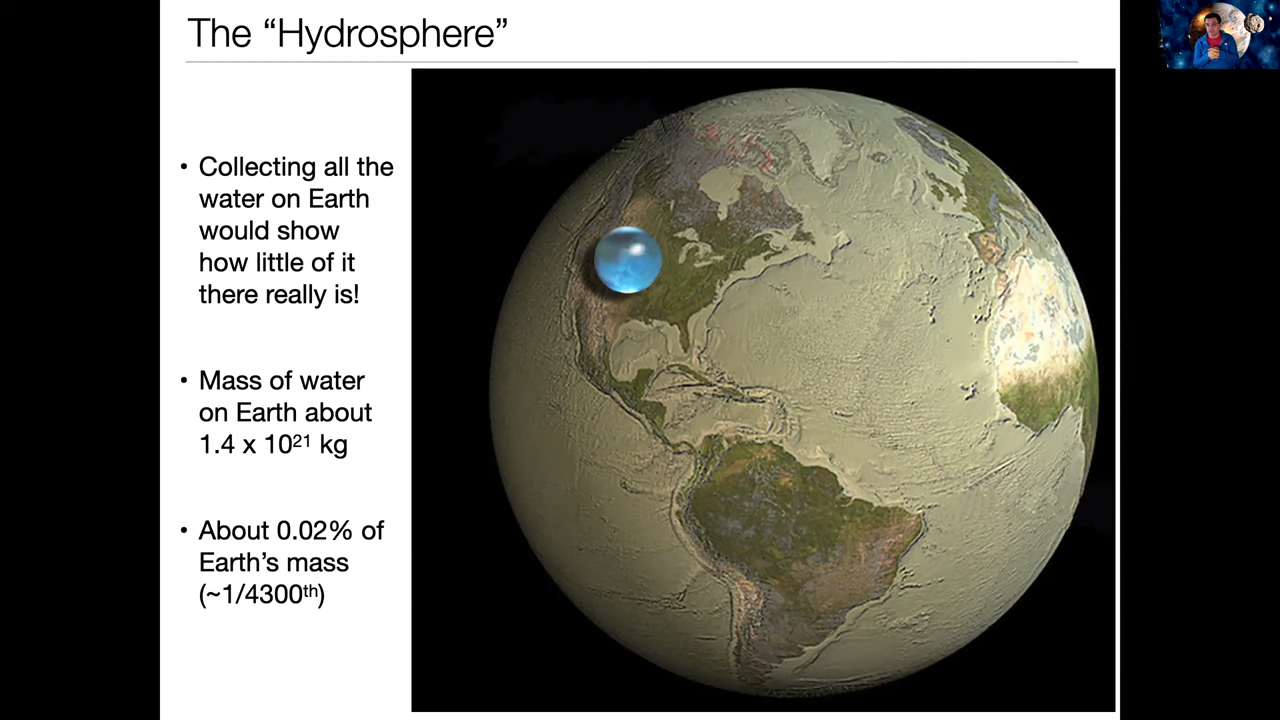 The “Hydrosphere”
• Collecting all the
water on Earth
would show
how little of it
there really is!
• Mass of water
on Earth about
1.4 x 10²¹ kg
• About 0.02% of
Earth’s mass
(~1/4300ᵗʰ)